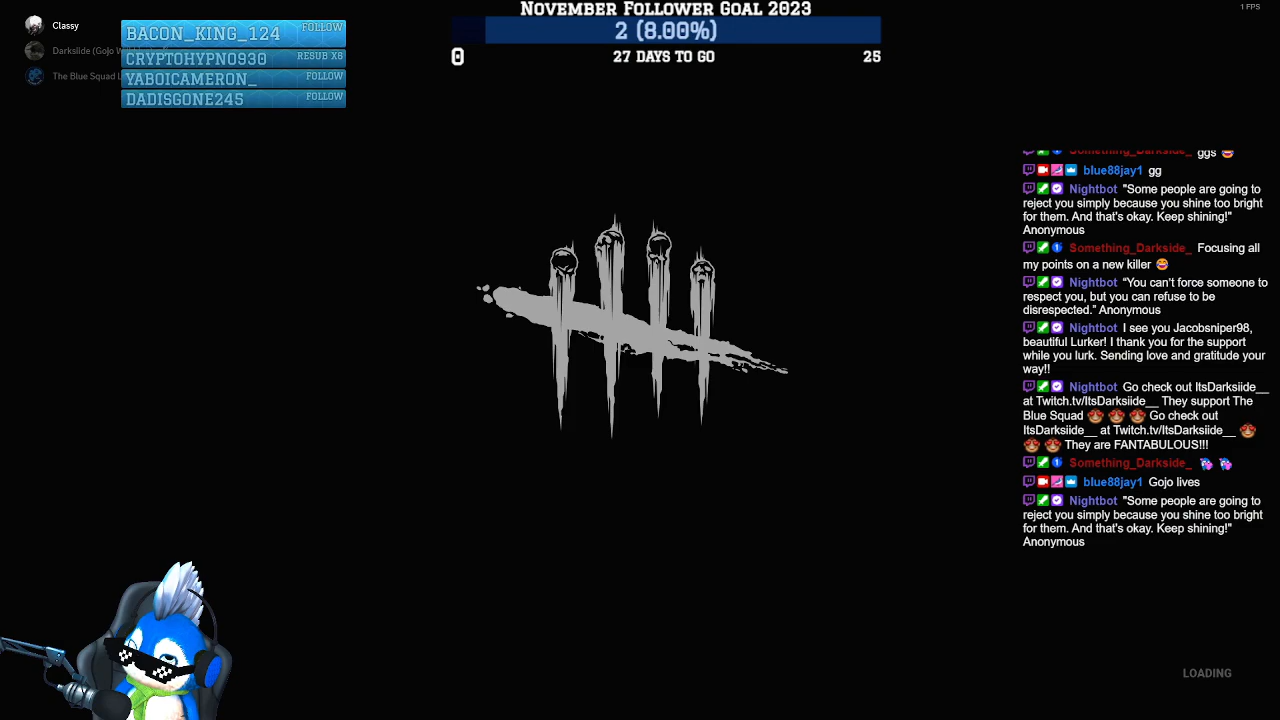 November Follower Goal 2023
2 (8.00%)
0
27 DAYS TO GO
25
1 FPS
Classy
Darksiide (Gojo W
The Blue Squad L
BACON_KING_124 FOLLOW
CRYPTOHYPNO930 RESUB X8
YABOICAMERON_ FOLLOW
DADISGONE245 FOLLOW
Something_Darkside_ ggs
blue88jay1 gg
Nightbot "Some people are going to
reject you simply because you shine too bright
for them. And that's okay. Keep shining!"
Anonymous
Something_Darkside_ Focusing all
my points on a new killer
Nightbot "You can't force someone to
respect you, but you can refuse to be
disrespected." Anonymous
Nightbot I see you Jacobsniper98,
beautiful Lurker! I thank you for the support
while you lurk. Sending love and gratitude your
way!!
Nightbot Go check out ItsDarksiide__
at Twitch.tv/ItsDarksiide__ They support The
Blue Squad Go check out
ItsDarksiide__ at Twitch.tv/ItsDarksiide__
They are FANTABULOUS!!!
Something_Darkside_
blue88jay1 Gojo lives
Nightbot "Some people are going to
reject you simply because you shine too bright
for them. And that's okay. Keep shining!"
Anonymous
LOADING